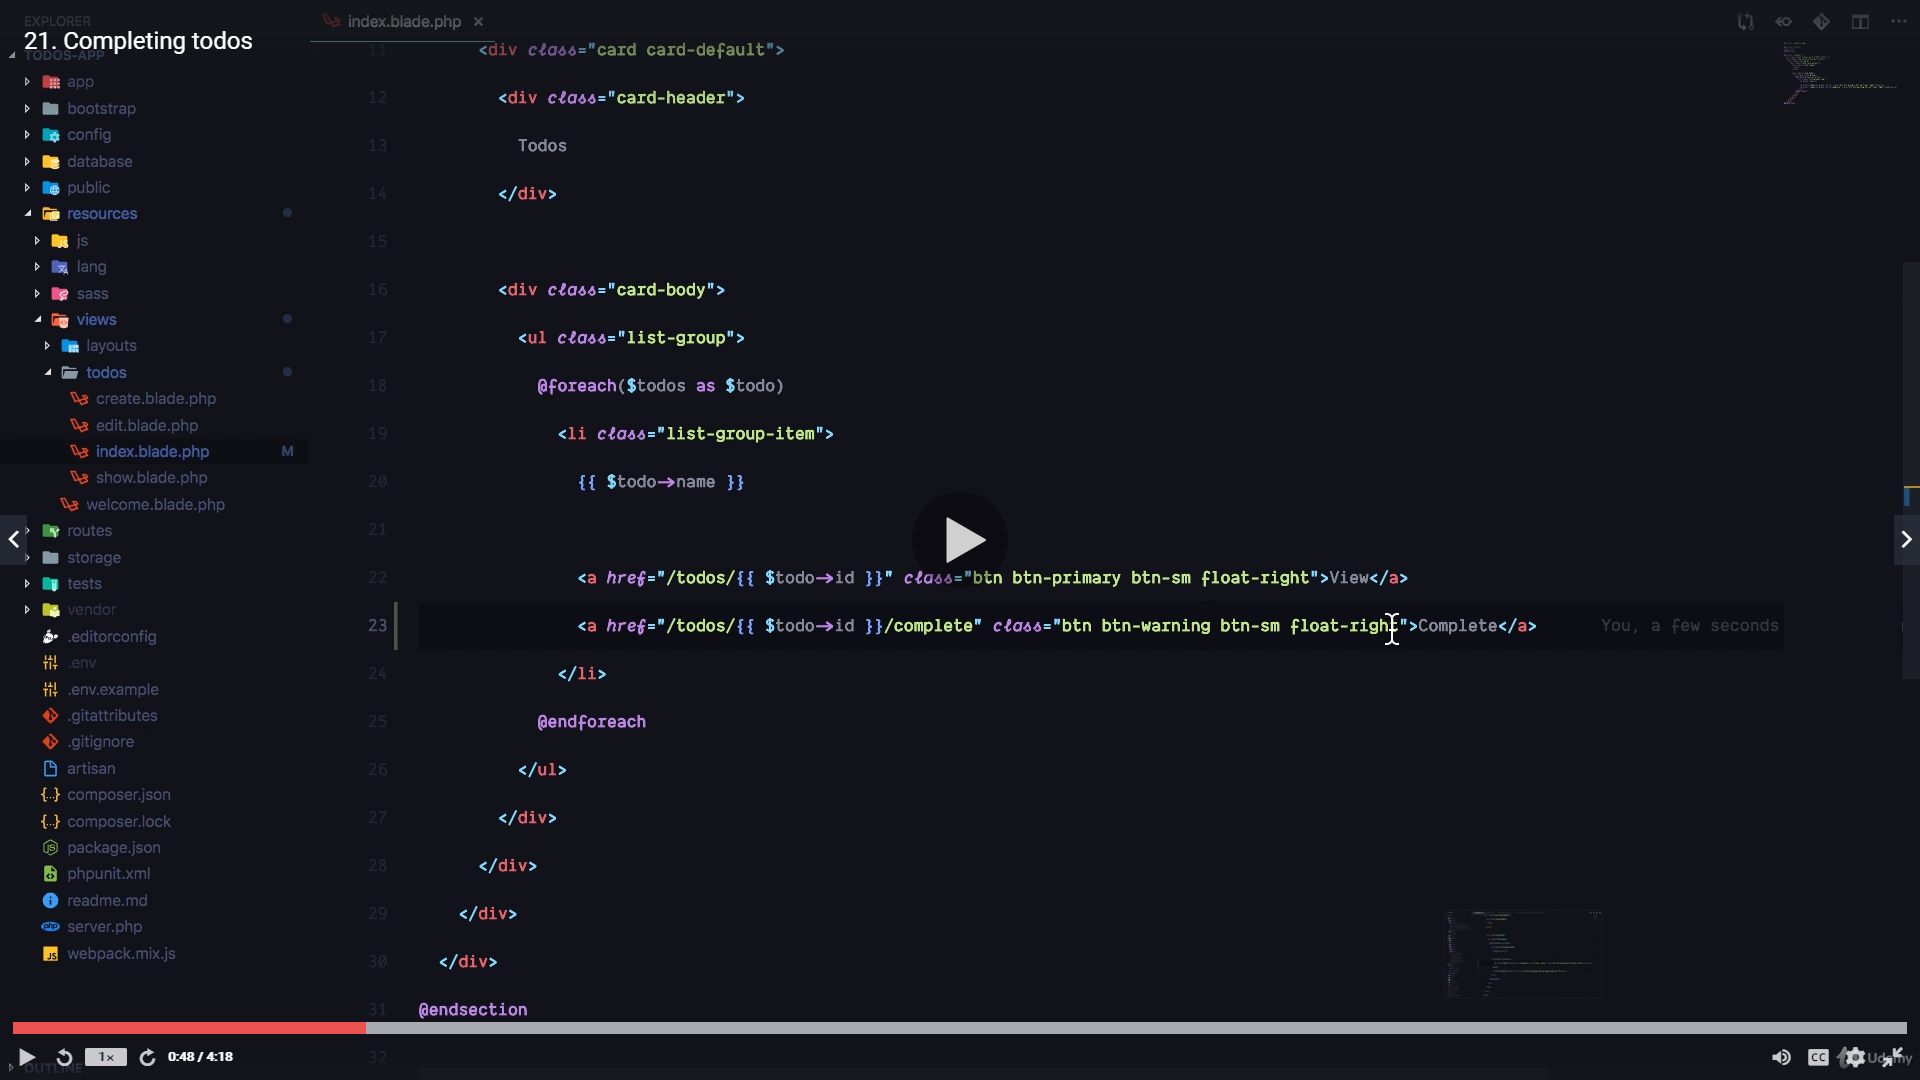 EXPLORER
21. Completing todos
TODOS-APP
app
bootstrap
config
database
public
resources
js
lang
sass
views
layouts
todos
create.blade.php
edit.blade.php
index.blade.php M
show.blade.php
welcome.blade.php
routes
storage
tests
vendor
.editorconfig
.env
.env.example
.gitattributes
.gitignore
artisan
composer.json
composer.lock
package.json
phpunit.xml
readme.md
server.php
webpack.mix.js
OUTLINE
index.blade.php
11 <div class="card card-default">
12 <div class="card-header">
13 Todos
14 </div>
15
16 <div class="card-body">
17 <ul class="list-group">
18 @foreach($todos as $todo)
19 <li class="list-group-item">
20 {{ $todo->name }}
21
22 <a href="/todos/{{ $todo->id }}" class="btn btn-primary btn-sm float-right">View</a>
23 <a href="/todos/{{ $todo->id }}/complete" class="btn btn-warning btn-sm float-right">Complete</a> You, a few seconds
24 </li>
25 @endforeach
26 </ul>
27 </div>
28 </div>
29 </div>
30 </div>
31 @endsection
32
1x 0:48 / 4:18 CC Udemy